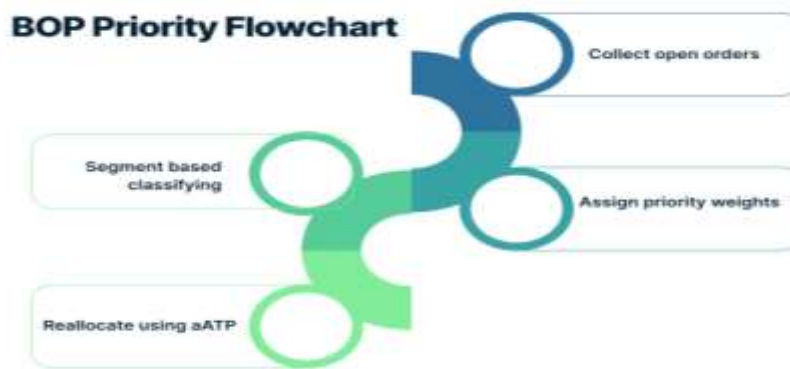 BOP Priority Flowchart
Collect open orders
Segment based
classifying
Assign priority weights
Reallocate using aATP